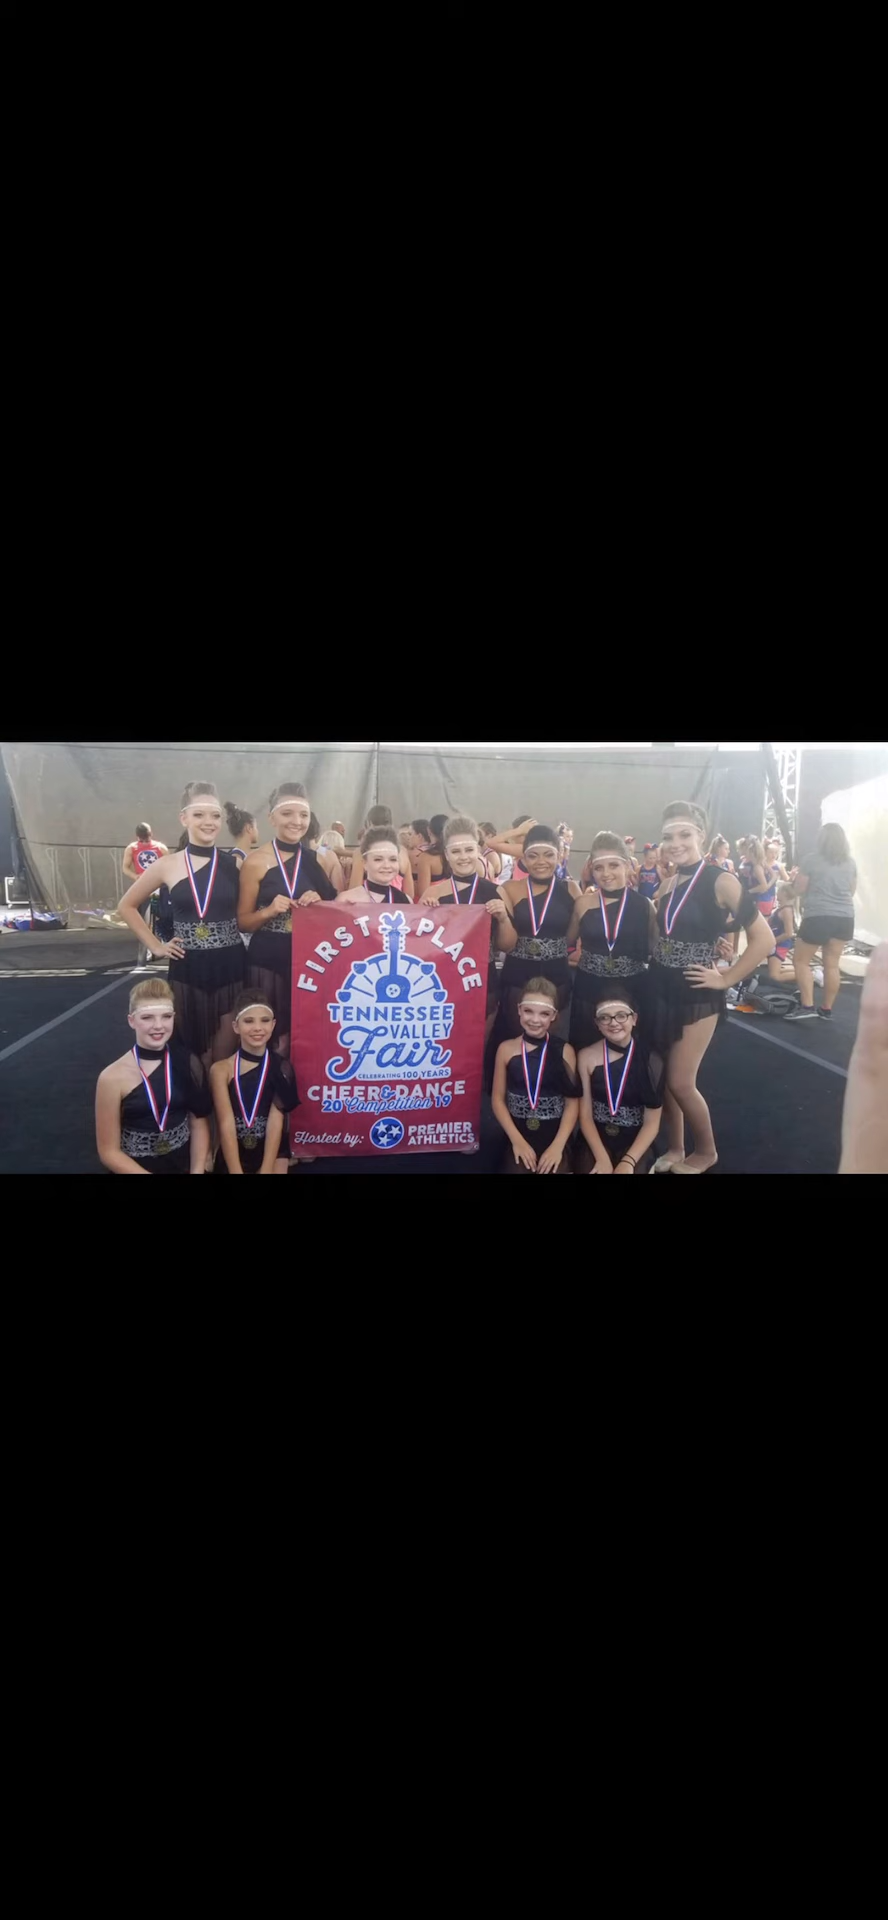 FIRST PLACE
TENNESSEE
VALLEY
Fair
CELEBRATING 100 YEARS
CHEER & DANCE
20 Competition 19
Hosted by: PREMIER
ATHLETICS